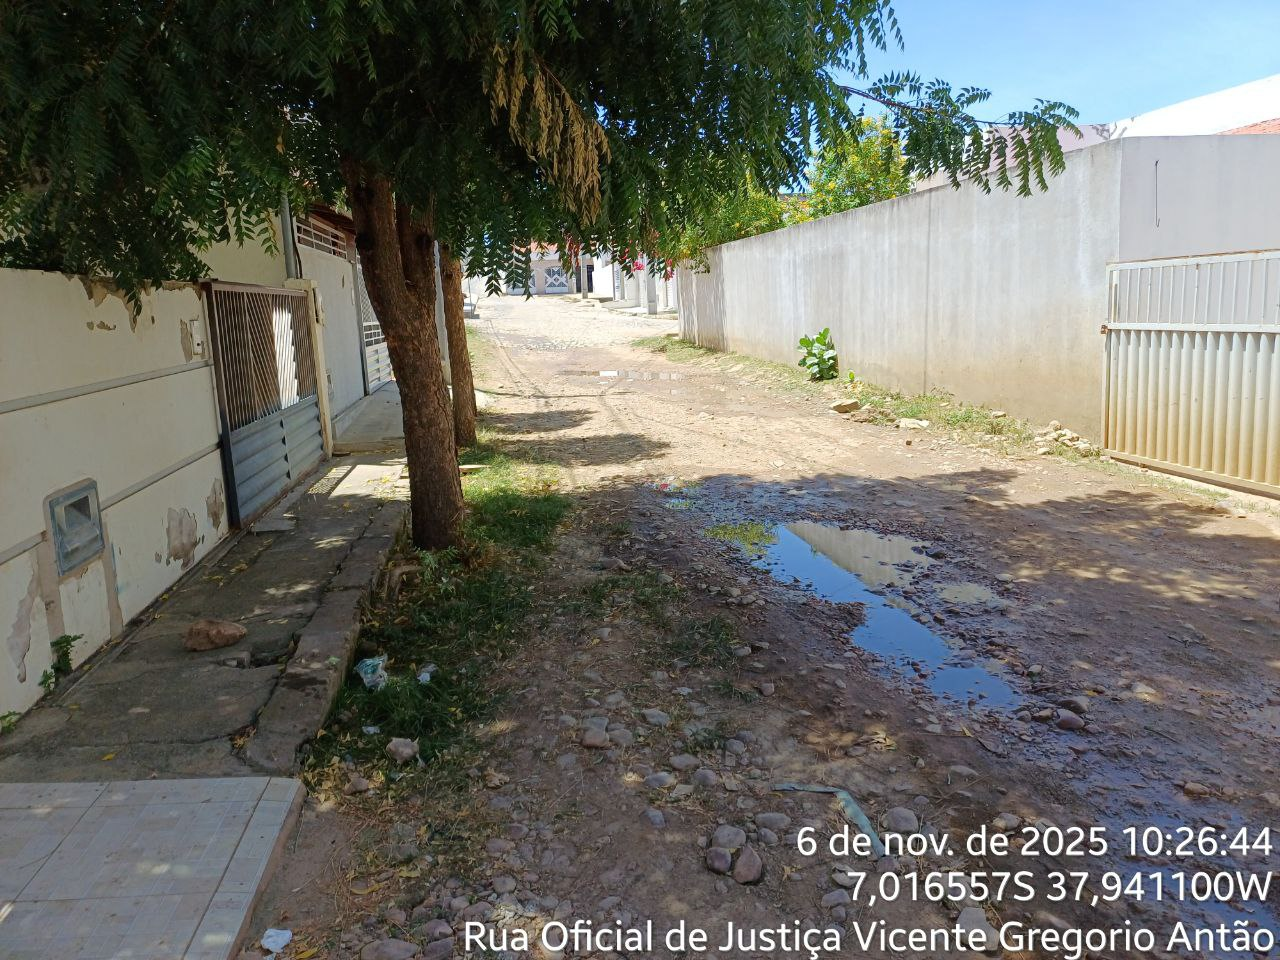 6 de nov. de 2025 10:26:44
7,016557S 37,941100W
Rua Oficial de Justiça Vicente Gregorio Antão